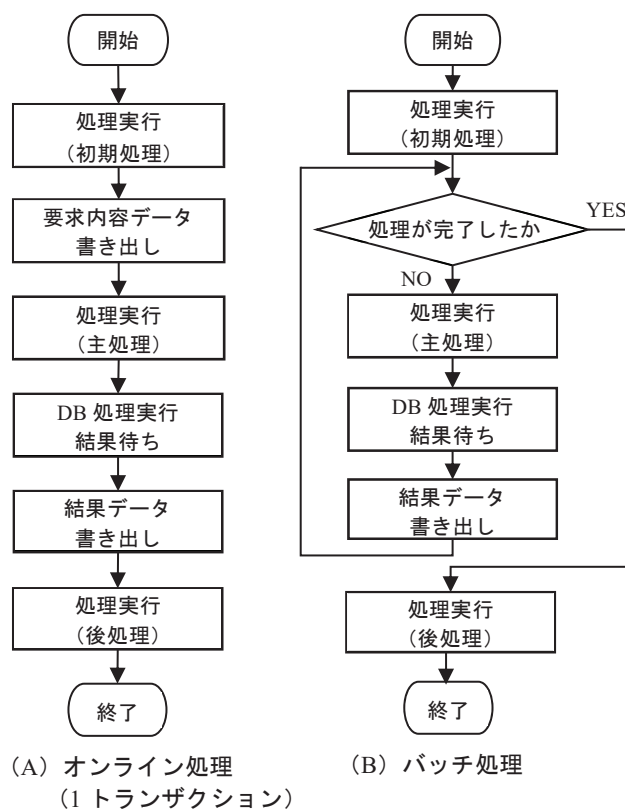 開始
処理実行
(初期処理)
要求内容データ
書き出し
処理実行
(主処理)
DB 処理実行
結果待ち
結果データ
書き出し
処理実行
(後処理)
終了
(A) オンライン処理
(1 トランザクション)
開始
処理実行
(初期処理)
処理が完了したか
YES
NO
処理実行
(主処理)
DB 処理実行
結果待ち
結果データ
書き出し
処理実行
(後処理)
終了
(B) バッチ処理